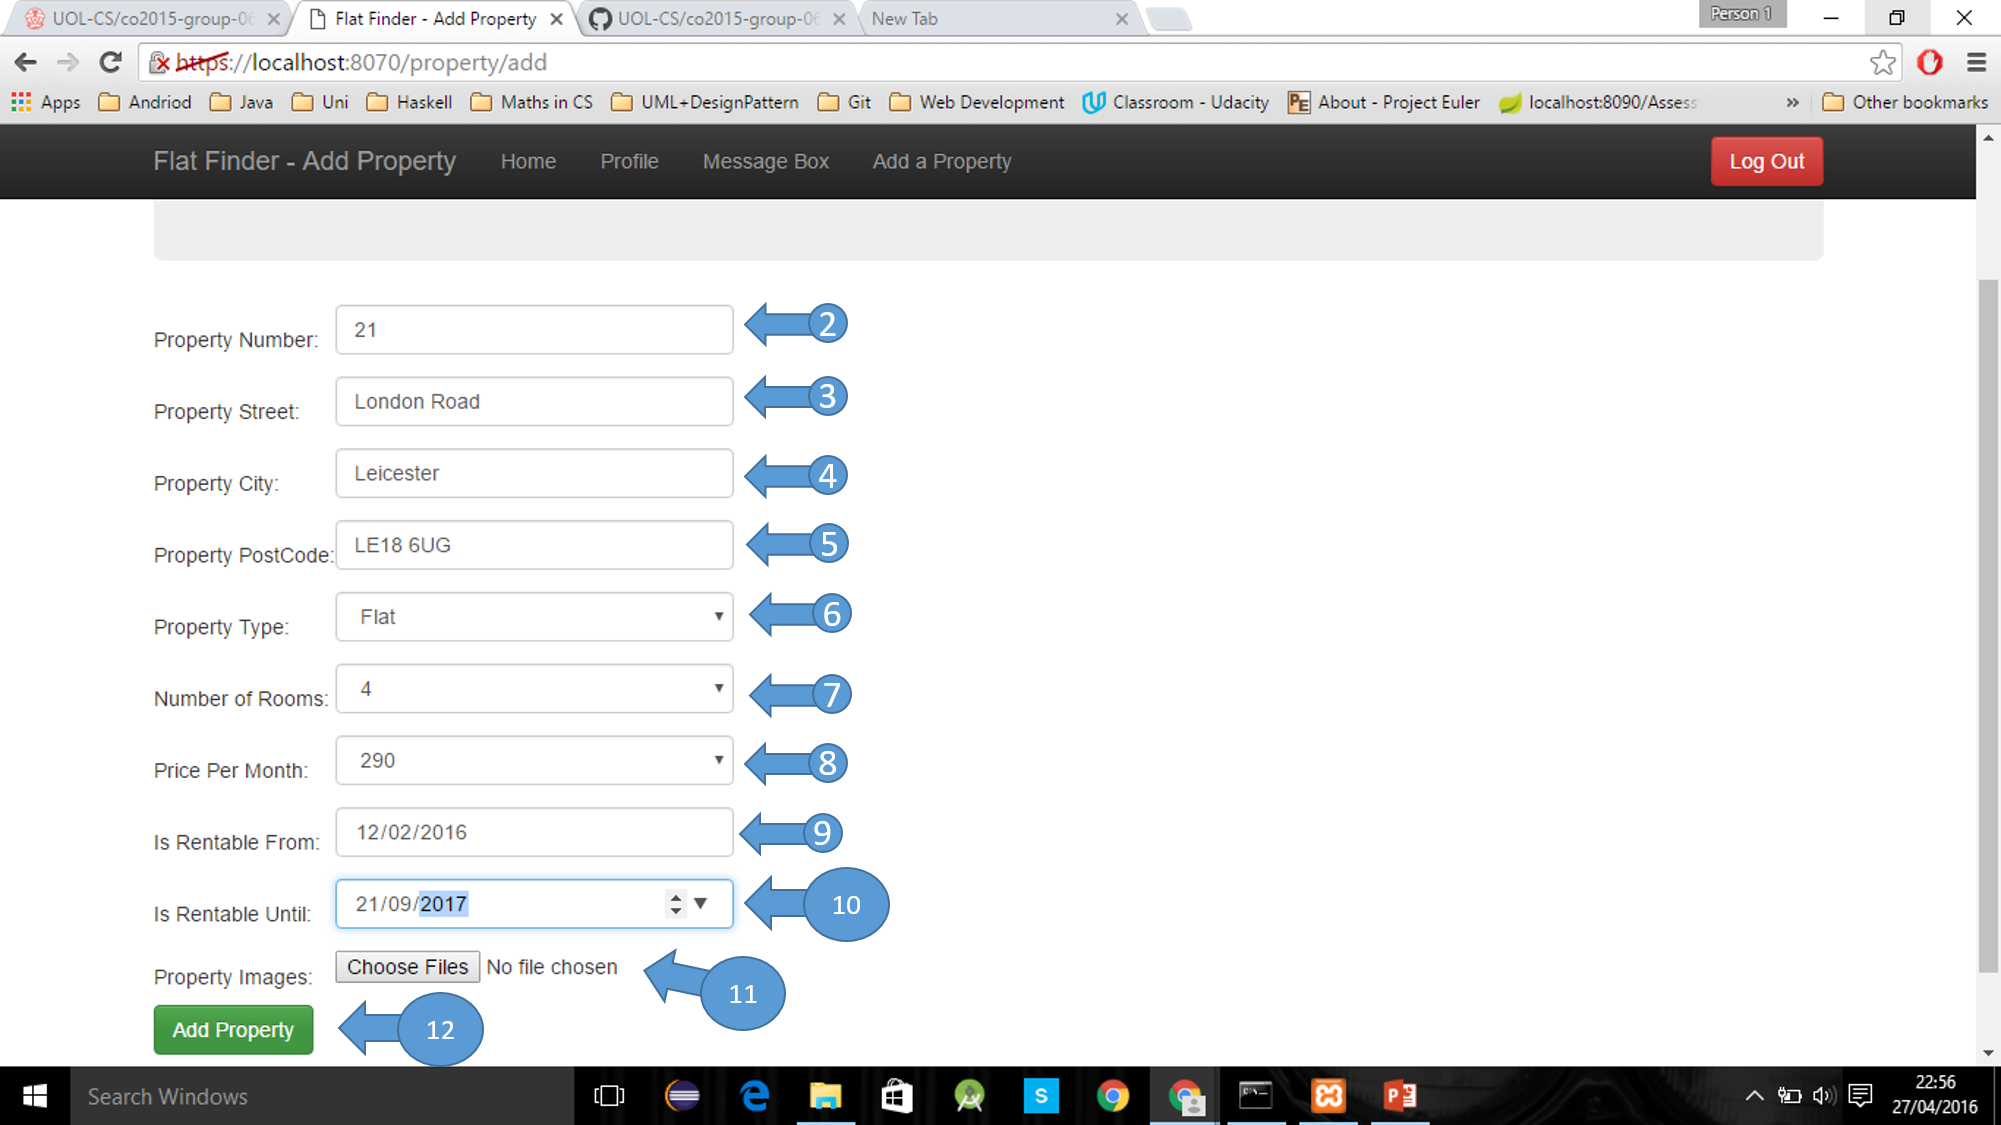 UOL-CS/co2015-group-06
Flat Finder - Add Property
UOL-CS/co2015-group-06
New Tab
Person 1
https://localhost:8070/property/add
Apps Andriod Java Uni Haskell Maths in CS UML+DesignPattern Git Web Development Classroom - Udacity About - Project Euler localhost:8090/Assess » Other bookmarks
Flat Finder - Add Property Home Profile Message Box Add a Property Log Out
Property Number: 21 2
Property Street: London Road 3
Property City: Leicester 4
Property PostCode: LE18 6UG 5
Property Type: Flat 6
Number of Rooms: 4 7
Price Per Month: 290 8
Is Rentable From: 12/02/2016 9
Is Rentable Until: 21/09/2017 10
Property Images: Choose Files No file chosen 11
Add Property 12
Search Windows
22:56
27/04/2016